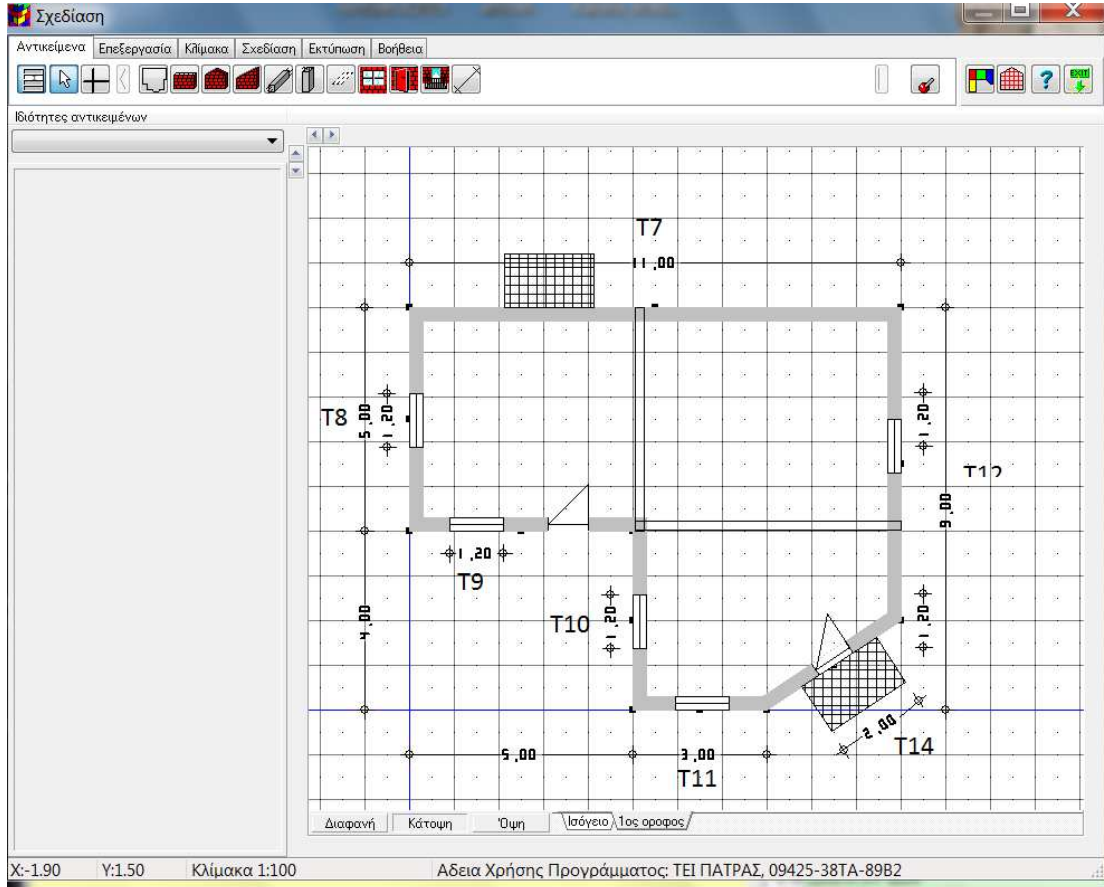 Σχεδίαση
Αντικείμενα Επεξεργασία Κλίμακα Σχεδίαση Εκτύπωση Βοήθεια
EXIT
Ιδιότητες αντικειμένων
T7
11,00
T8
5,00
1,20
1,20
T12
9,00
1,20
T9
T10
1,20
4,00
1,20
2,00
T14
5,00
3,00
T11
Διαφανή Κάτοψη Όψη Ισόγειο 1ος οροφος
X:-1.90 Y:1.50 Κλίμακα 1:100 Αδεια Χρήσης Προγράμματος: ΤΕΙ ΠΑΤΡΑΣ, 09425-38TA-89B2